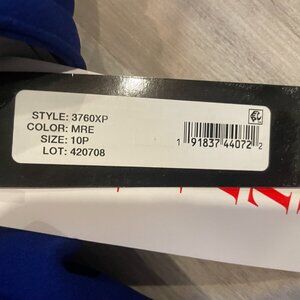 STYLE: 3760XP
COLOR: MRE
SIZE: 10P
LOT: 420708
1 91837 44072 2